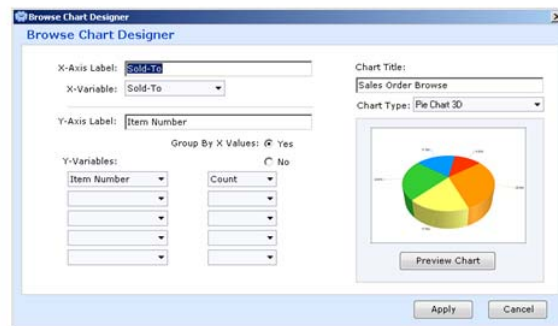 Browse Chart Designer
Browse Chart Designer
X-Axis Label: Sold-To
X-Variable: Sold-To
Y-Axis Label: Item Number
Group By X Values: Yes
No
Y-Variables:
Item Number Count
Chart Title:
Sales Order Browse
Chart Type: Pie Chart 3D
Preview Chart
Apply Cancel